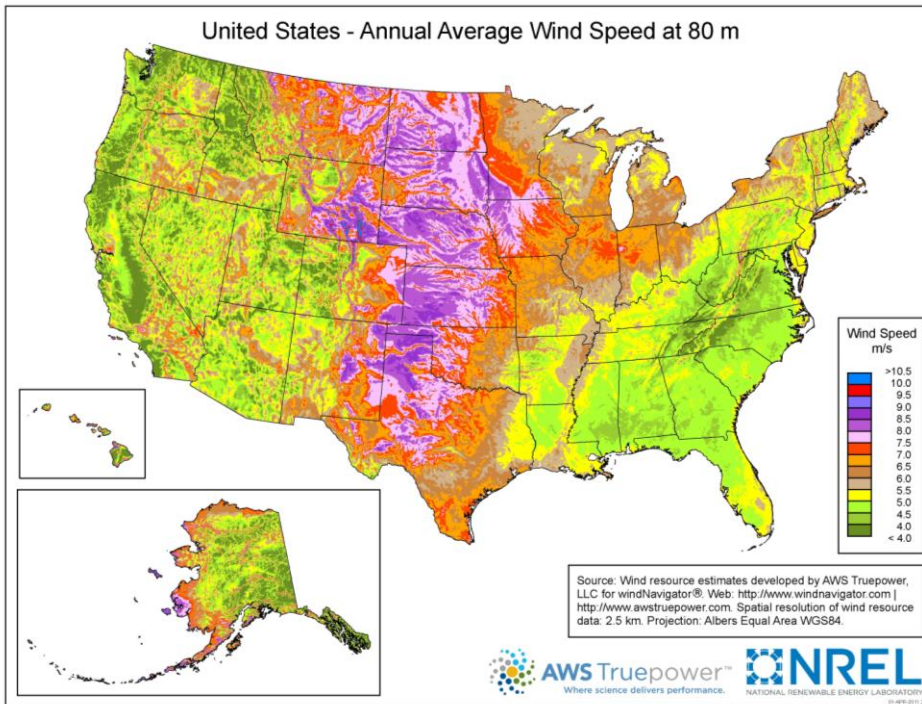 United States - Annual Average Wind Speed at 80 m
Wind Speed
m/s
>10.5
10.0
9.5
9.0
8.5
8.0
7.5
7.0
6.5
6.0
5.5
5.0
4.5
4.0
< 4.0
Source: Wind resource estimates developed by AWS Truepower,
LLC for windNavigator®. Web: http://www.windnavigator.com |
http://www.awstruepower.com. Spatial resolution of wind resource
data: 2.5 km. Projection: Albers Equal Area WGS84.
AWS Truepower™
Where science delivers performance.
NREL
NATIONAL RENEWABLE ENERGY LABORATORY